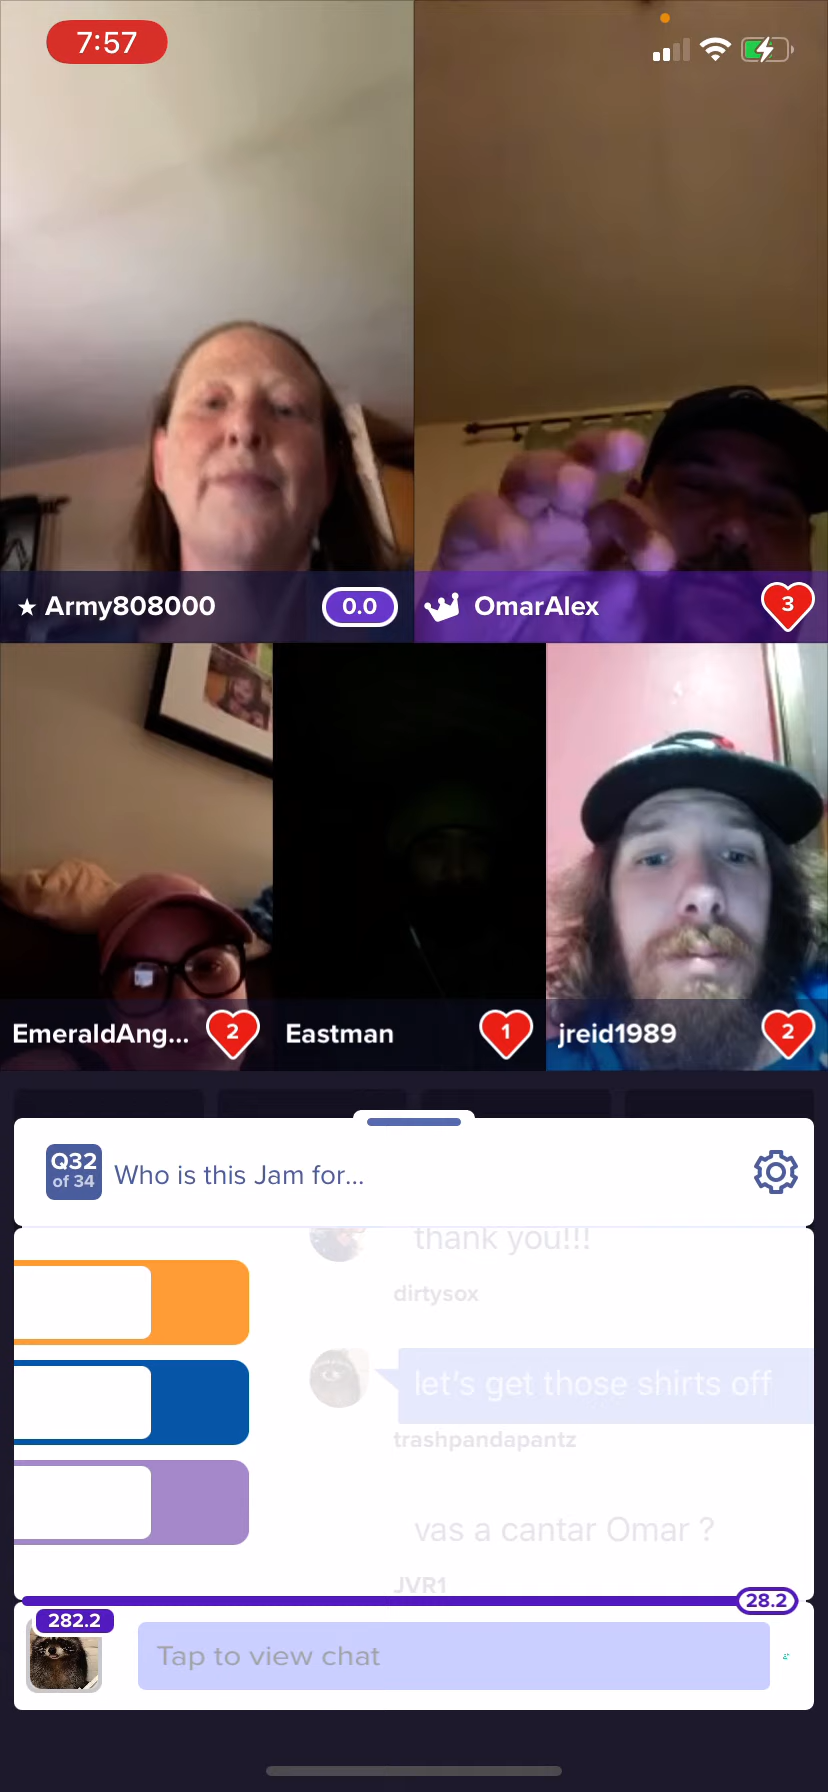 7:57
★ Army808000
0.0
OmarAlex
3
EmeraldAng...
2
Eastman
1
jreid1989
2
Q32
of 34
Who is this Jam for...
thank you!!!
dirtysox
let's get those shirts off
trashpandapantz
vas a cantar Omar ?
JVR1
28.2
282.2
Tap to view chat